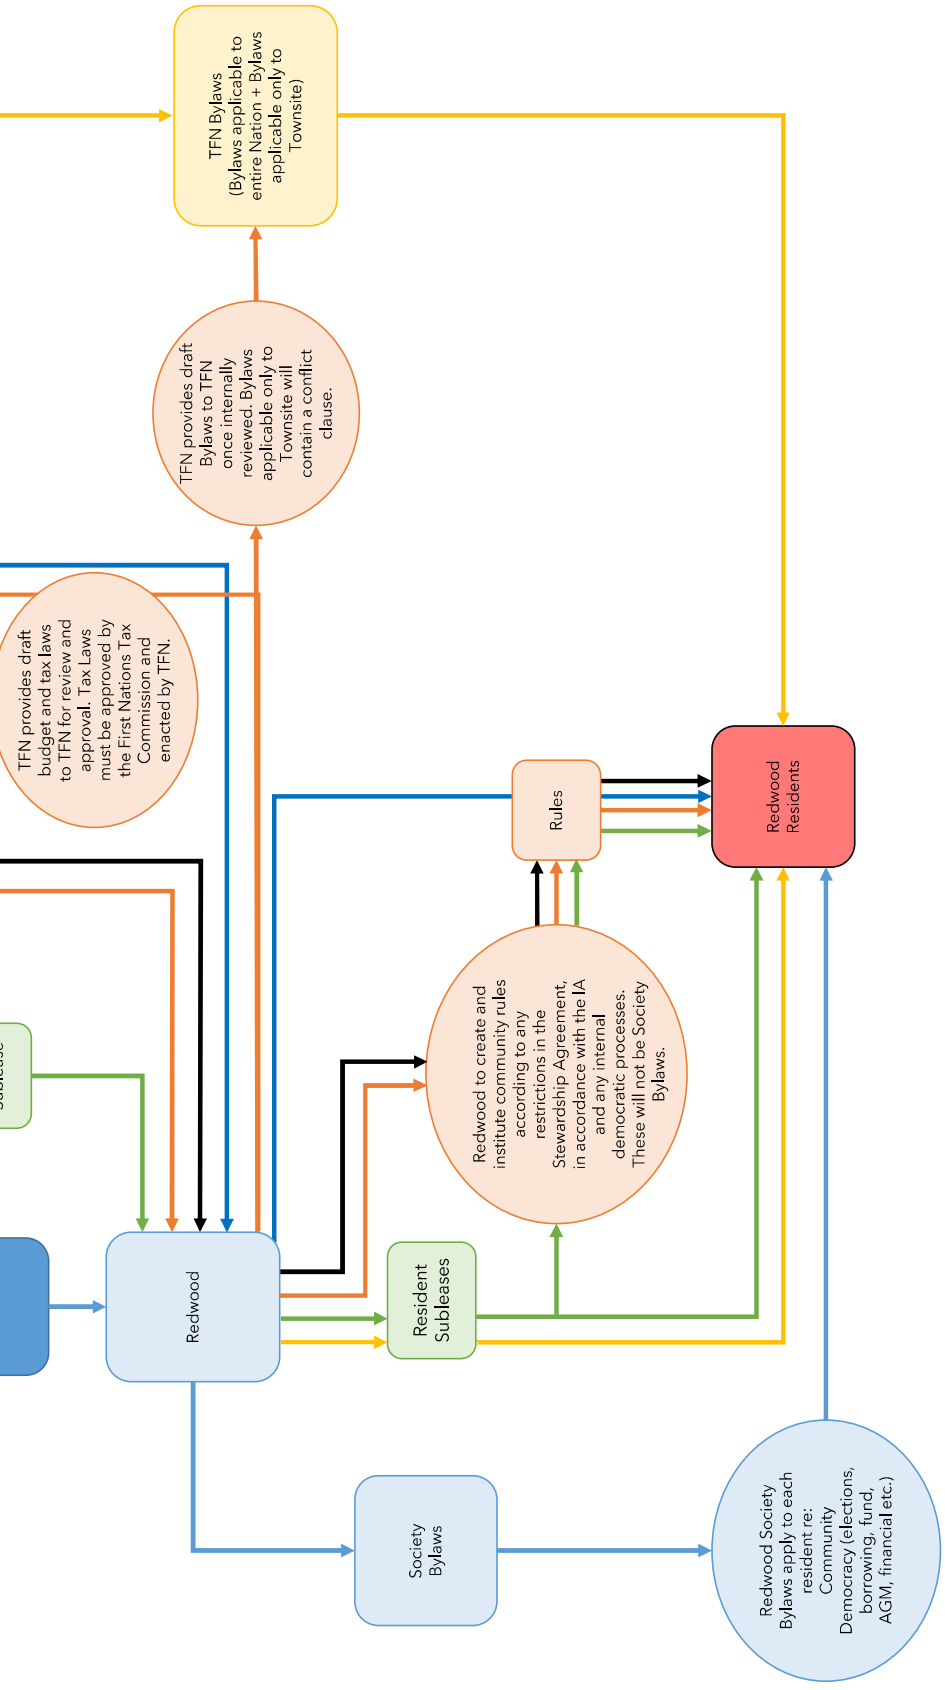 TFN Bylaws
(Bylaws applicable to
entire Nation + Bylaws
applicable only to
Townsite)
TFN provides draft
Bylaws to TFN
once internally
reviewed. Bylaws
applicable only to
Townsite will
contain a conflict
clause.
TFN provides draft
budget and tax laws
to TFN for review and
approval. Tax Laws
must be approved by
the First Nations Tax
Commission and
enacted by TFN.
Rules
Redwood
Residents
Redwood to create and
institute community rules
according to any
restrictions in the
Stewardship Agreement,
in accordance with the IA
and any internal
democratic processes.
These will not be Society
Bylaws.
Redwood
Resident
Subleases
Society
Bylaws
Redwood Society
Bylaws apply to each
resident re:
Community
Democracy (elections,
borrowing, fund,
AGM, financial etc.)